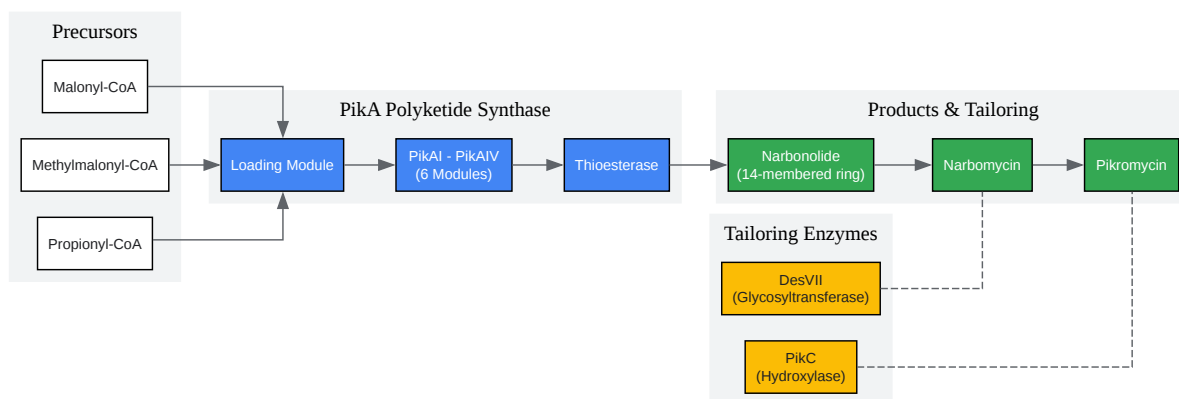 Precursors
Malonyl-CoA
Methylmalonyl-CoA
Propionyl-CoA
PikA Polyketide Synthase
Loading Module
PikAI - PikAIV
(6 Modules)
Thioesterase
Products & Tailoring
Narbonolide
(14-membered ring)
Narbomycin
Pikromycin
Tailoring Enzymes
DesVII
(Glycosyltransferase)
PikC
(Hydroxylase)